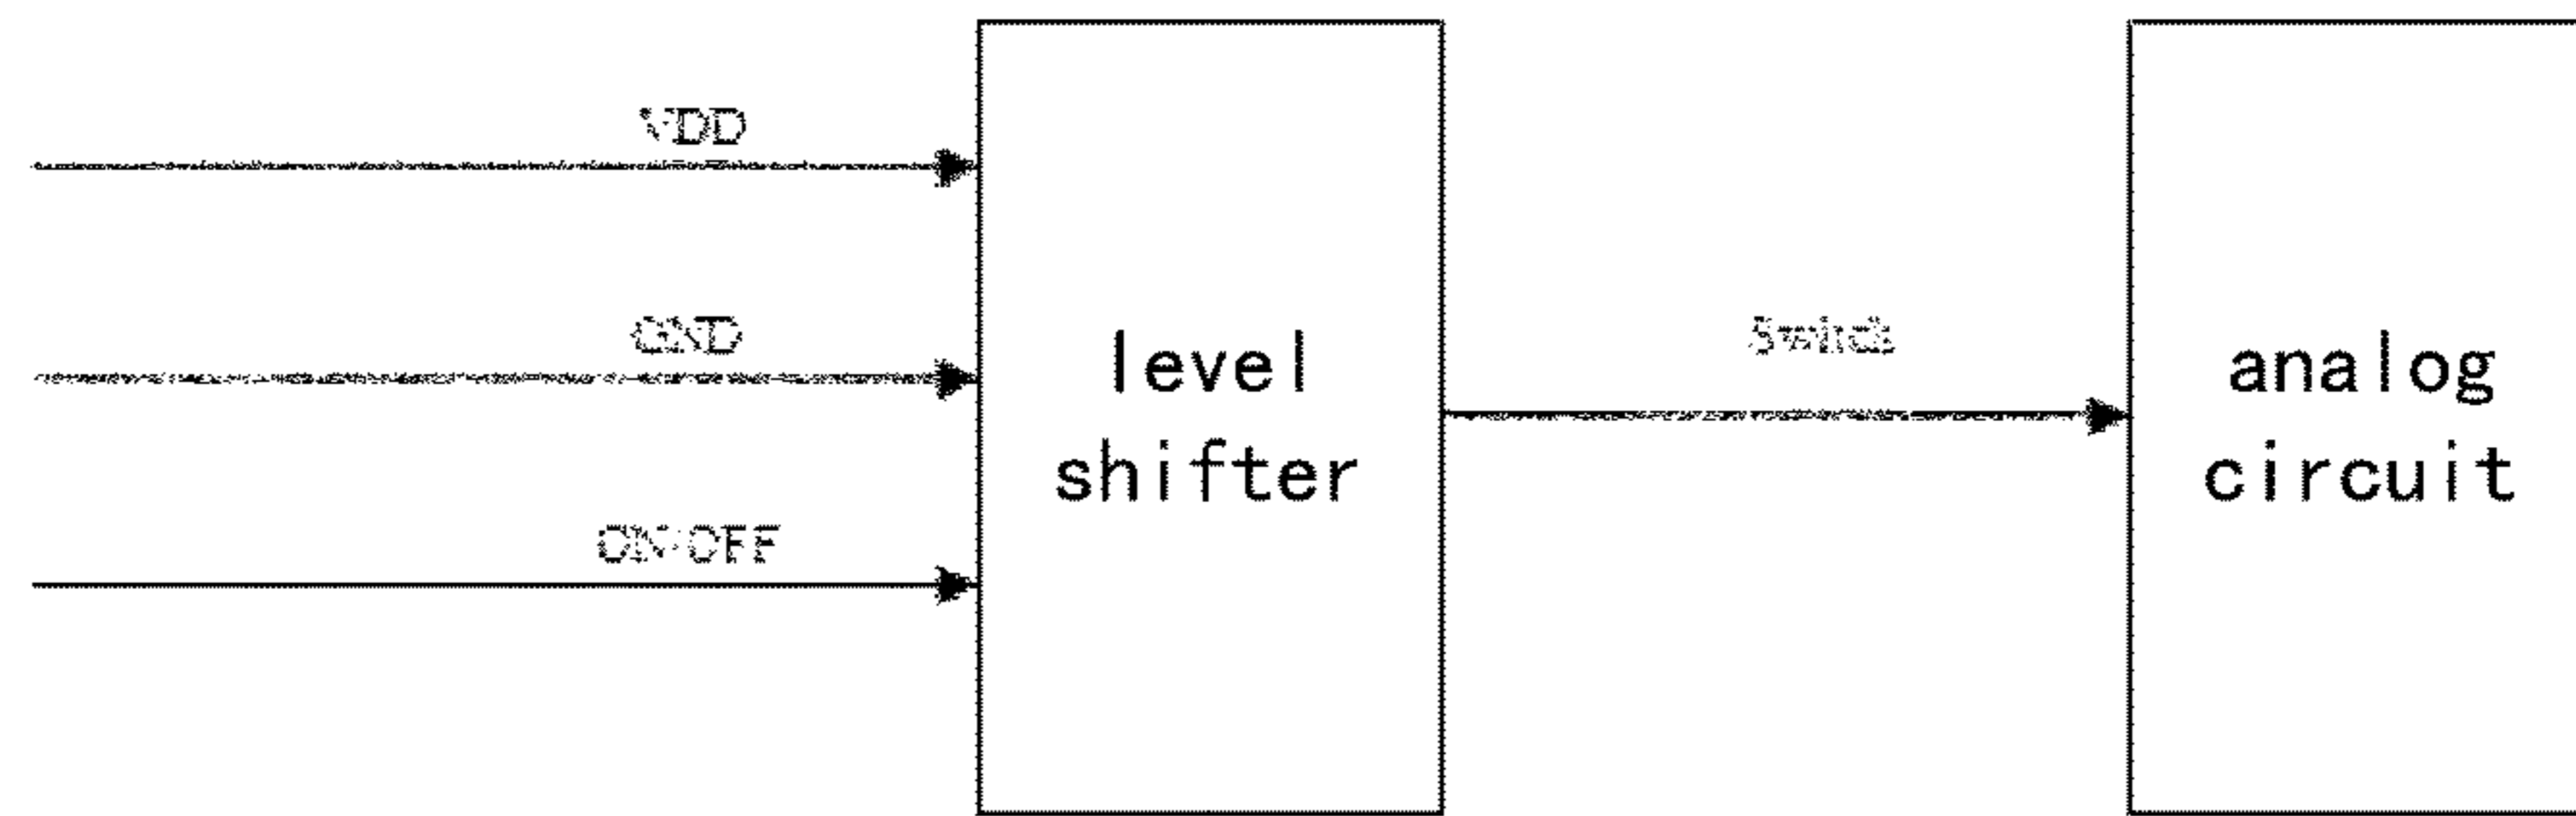 VDD
GND
ON/OFF
level
shifter
Switch
analog
circuit